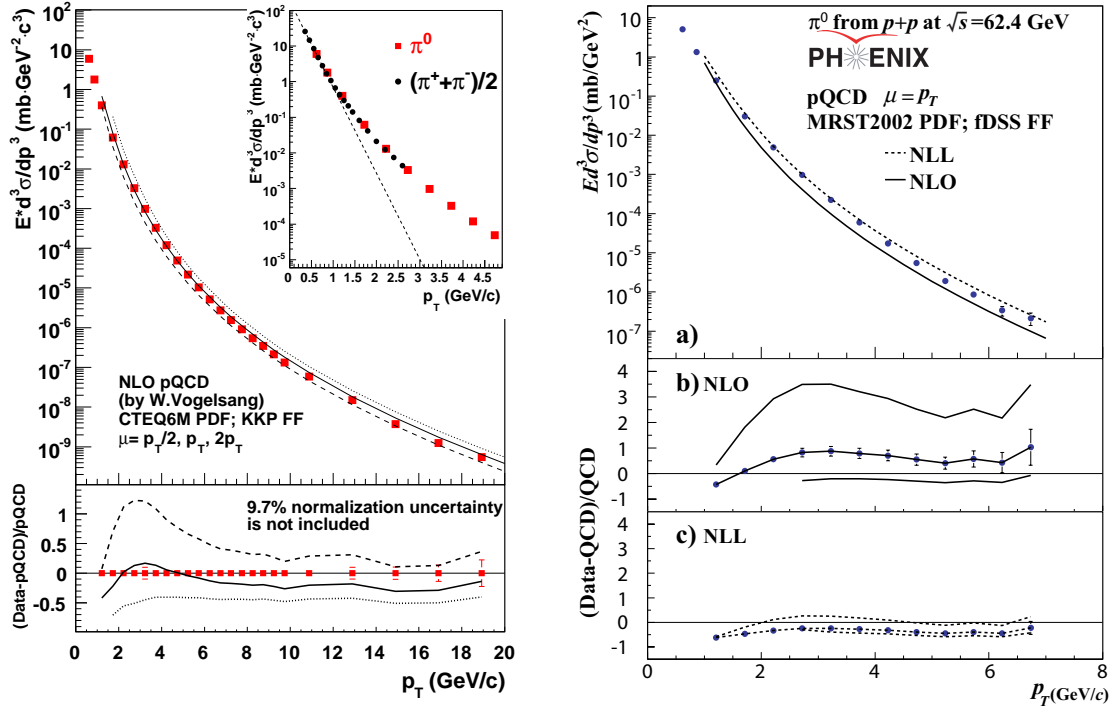 E*d³σ/dp³ (mb·GeV⁻²·c³)
10
1
10⁻¹
10⁻²
10⁻³
10⁻⁴
10⁻⁵
10⁻⁶
10⁻⁷
10⁻⁸
10⁻⁹
NLO pQCD
(by W.Vogelsang)
CTEQ6M PDF; KKP FF
μ= p_T/2, p_T, 2p_T
E*d³σ/dp³ (mb·GeV⁻²·c³)
10²
10
1
10⁻¹
10⁻²
10⁻³
10⁻⁴
10⁻⁵
π⁰
(π⁺+π⁻)/2
0 0.5 1 1.5 2 2.5 3 3.5 4 4.5
p_T (GeV/c)
(Data-pQCD)/pQCD
1
0.5
0
-0.5
9.7% normalization uncertainty
is not included
0 2 4 6 8 10 12 14 16 18 20
p_T (GeV/c)
Ed³σ/dp³ (mb/GeV²)
10
1
10⁻¹
10⁻²
10⁻³
10⁻⁴
10⁻⁵
10⁻⁶
10⁻⁷
π⁰ from p+p at √s=62.4 GeV
PHENIX
pQCD μ=p_T
MRST2002 PDF; fDSS FF
NLL
NLO
a)
(Data-QCD)/QCD
4
3
2
1
0
-1
b) NLO
4
3
2
1
0
-1
c) NLL
0 2 4 6 8
p_T(GeV/c)